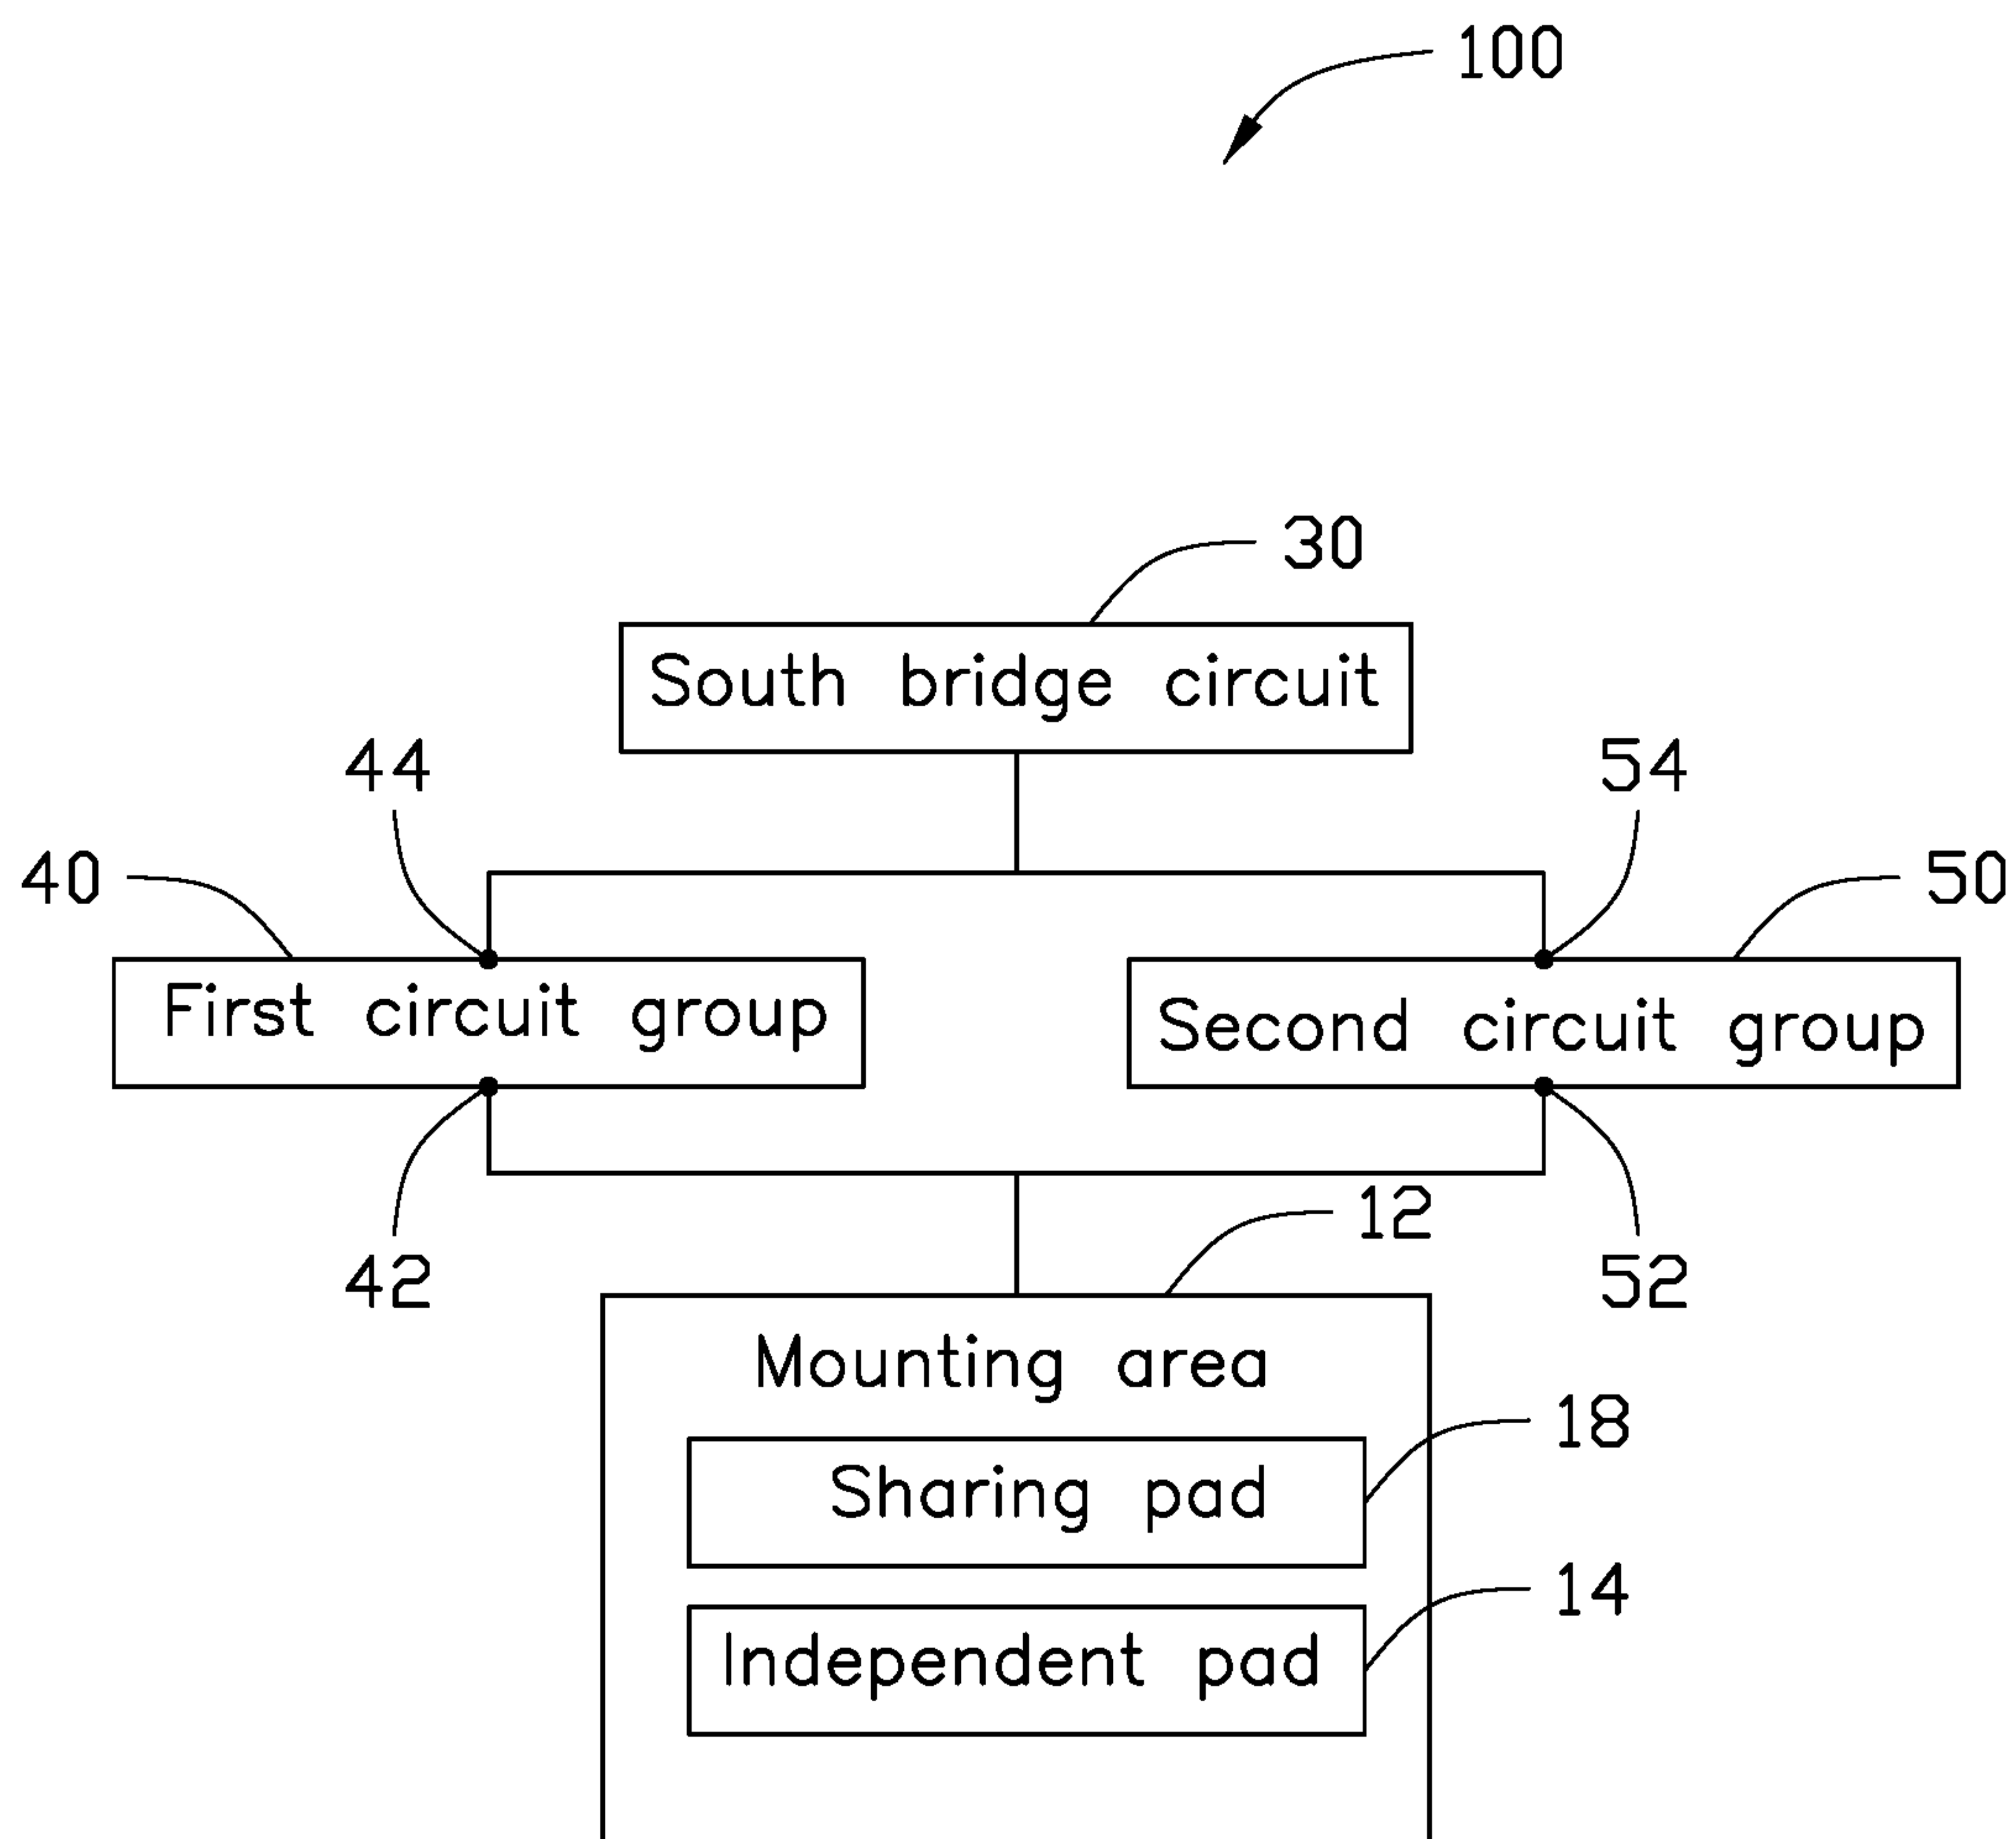 100
30
South bridge circuit
44
54
40
50
First circuit group
Second circuit group
42
12
52
Mounting area
18
Sharing pad
14
Independent pad